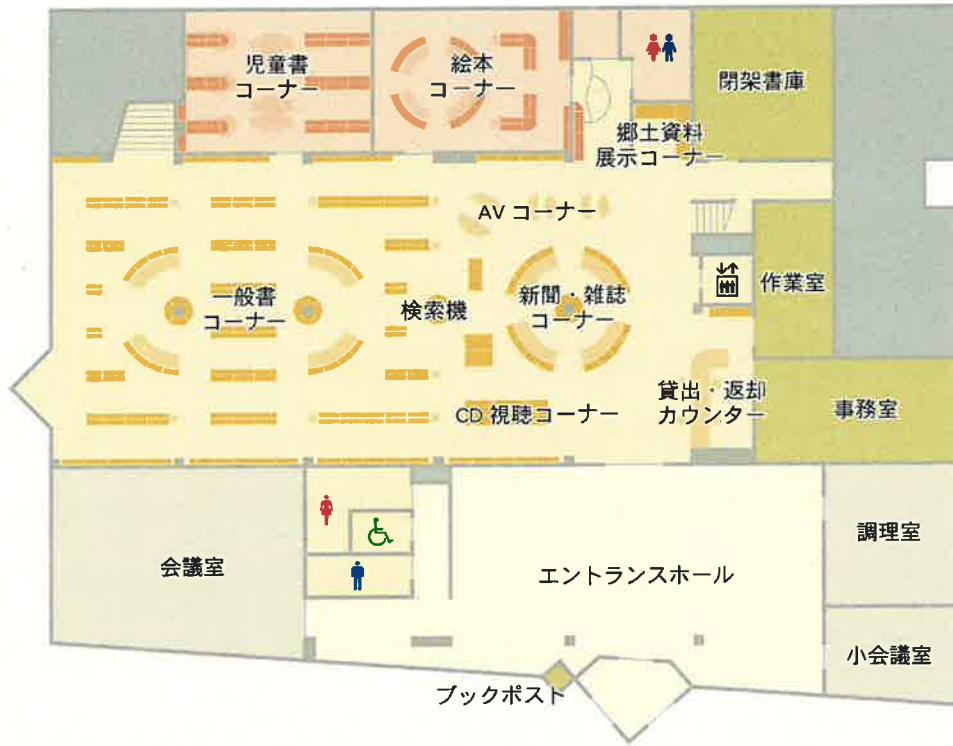 児童書
コーナー
絵本
コーナー
閉架書庫
郷土資料
展示コーナー
AV コーナー
一般書
コーナー
検索機
新聞・雑誌
コーナー
作業室
CD 視聴コーナー
貸出・返却
カウンター
事務室
会議室
エントランスホール
調理室
小会議室
ブックポスト